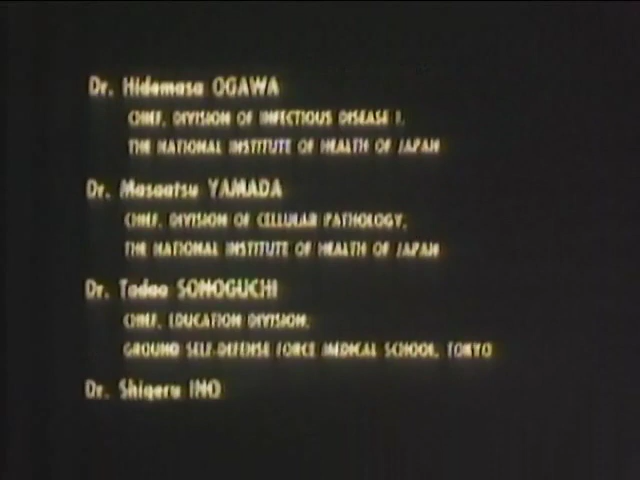 Dr. Hidemasa OGAWA
CHIEF, DIVISION OF INFECTIOUS DISEASE I,
THE NATIONAL INSTITUTE OF HEALTH OF JAPAN
Dr. Masaatsu YAMADA
CHIEF, DIVISION OF CELLULAR PATHOLOGY,
THE NATIONAL INSTITUTE OF HEALTH OF JAPAN
Dr. Tadao SONOGUCHI
CHIEF, EDUCATION DIVISION,
GROUND SELF-DEFENSE FORCE MEDICAL SCHOOL, TOKYO
Dr. Shigeru INO